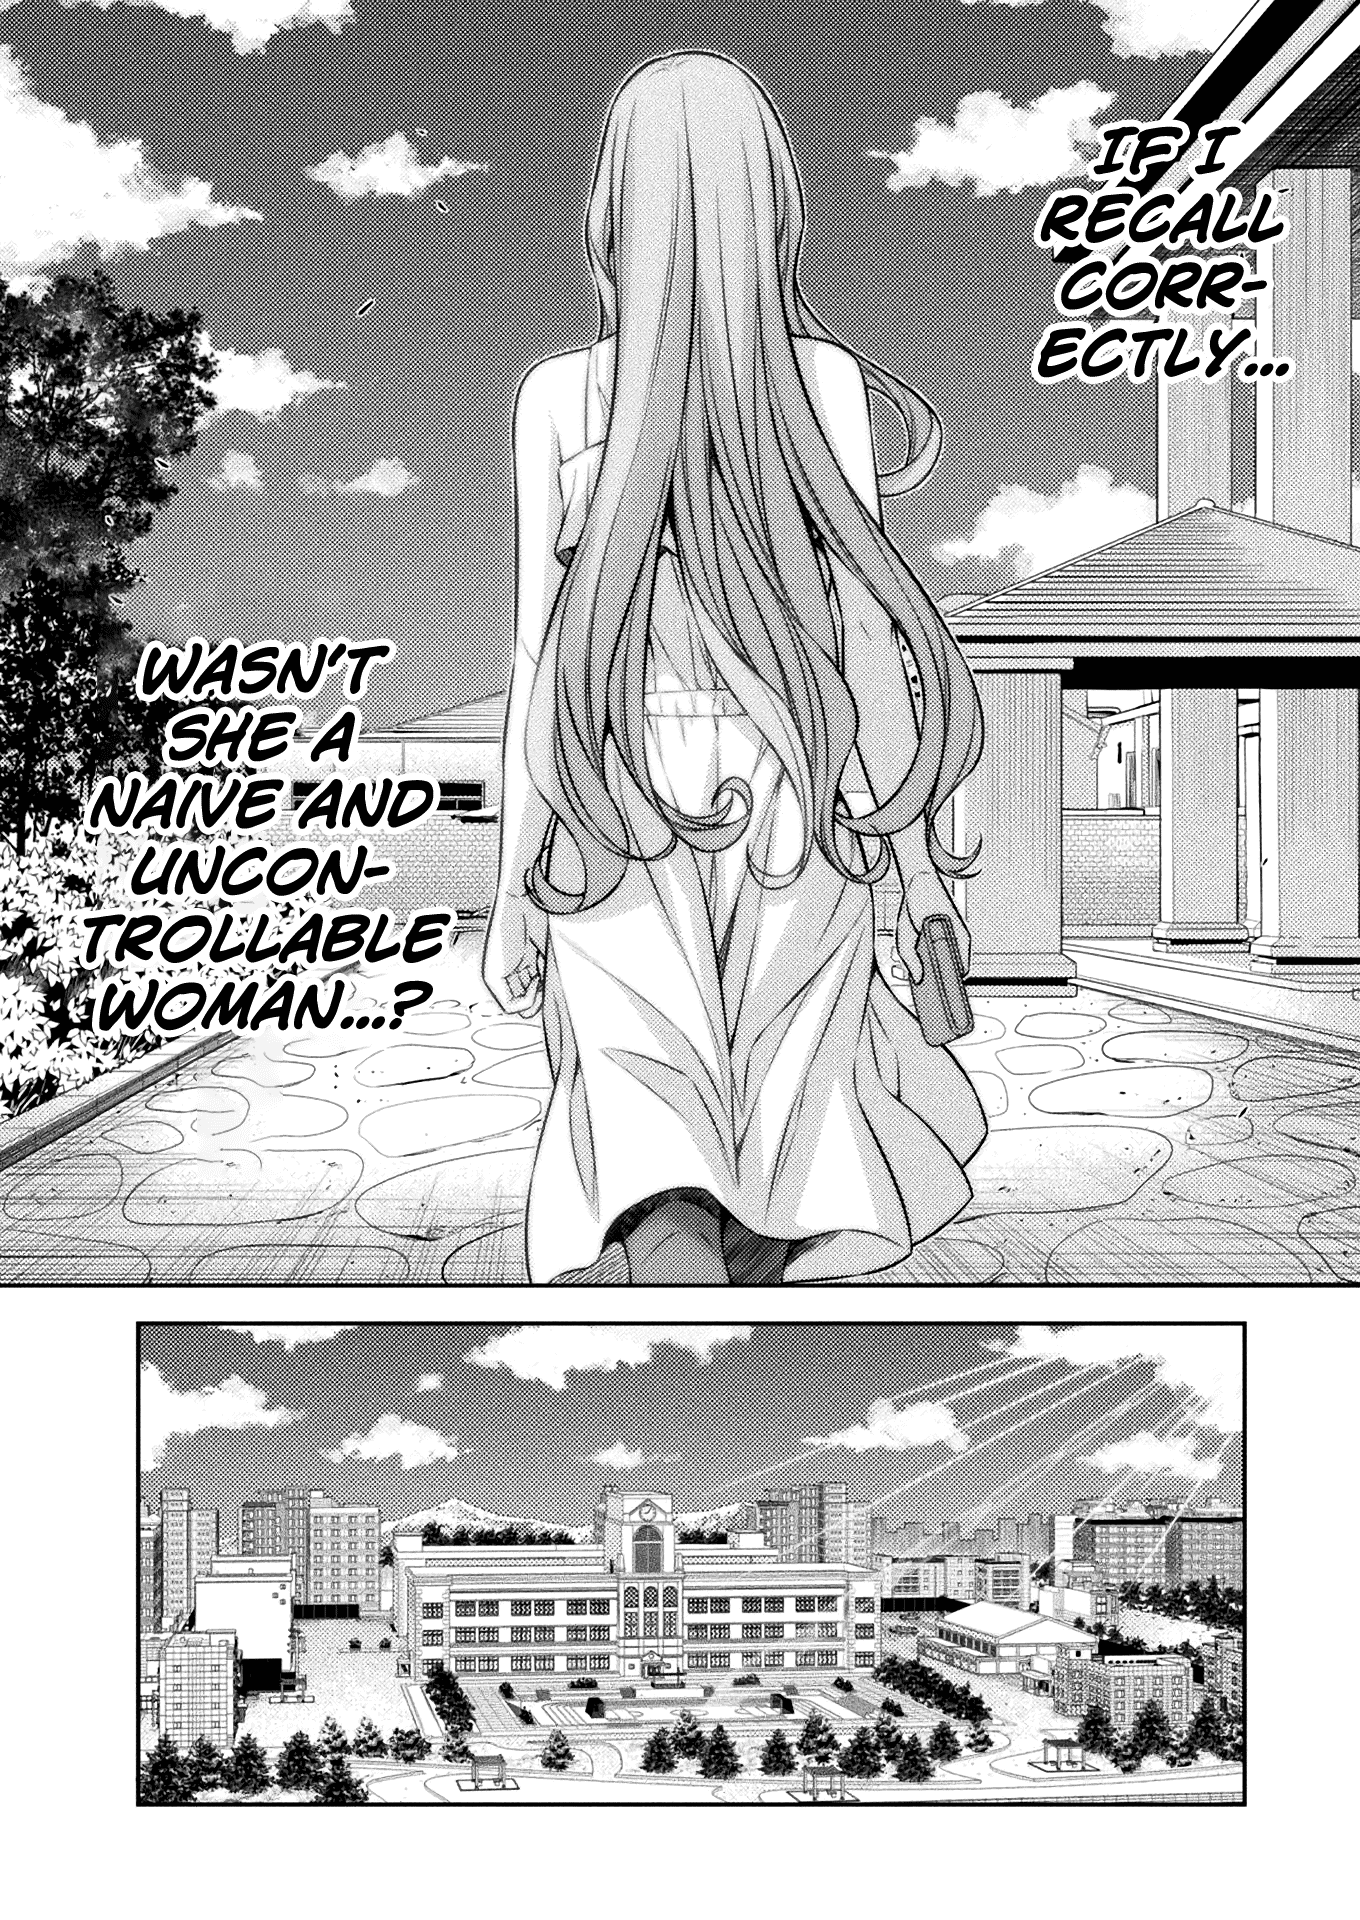 IF I
RECALL
CORR-
ECTLY...
WASN'T
SHE A
NAIVE AND
UNCON-
TROLLABLE
WOMAN...?